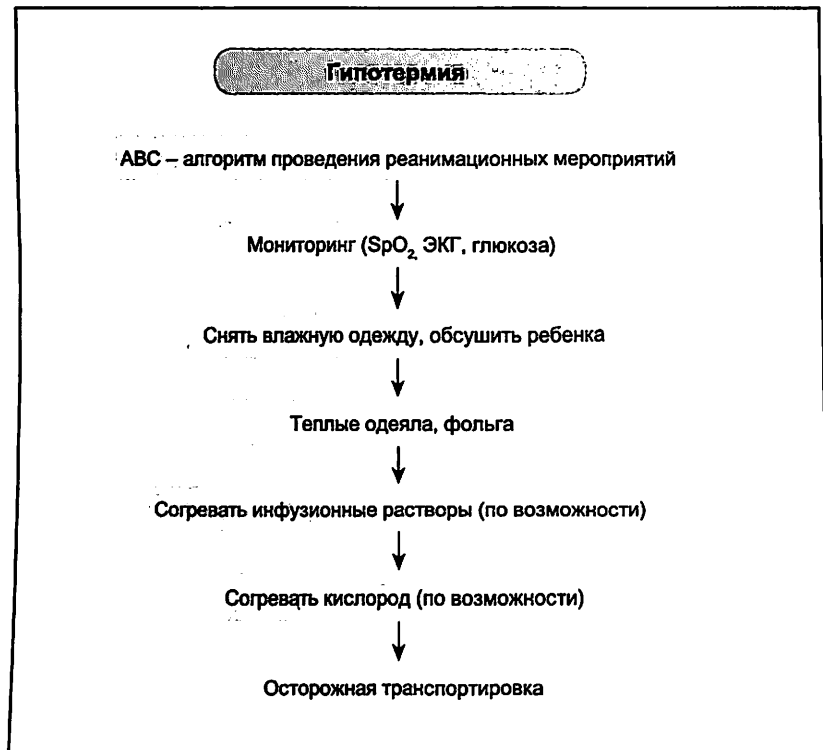 Гипотермия
ABC – алгоритм проведения реанимационных мероприятий
Мониторинг (SpO₂, ЭКГ, глюкоза)
Снять влажную одежду, обсушить ребенка
Теплые одеяла, фольга
Согревать инфузионные растворы (по возможности)
Согревать кислород (по возможности)
Осторожная транспортировка